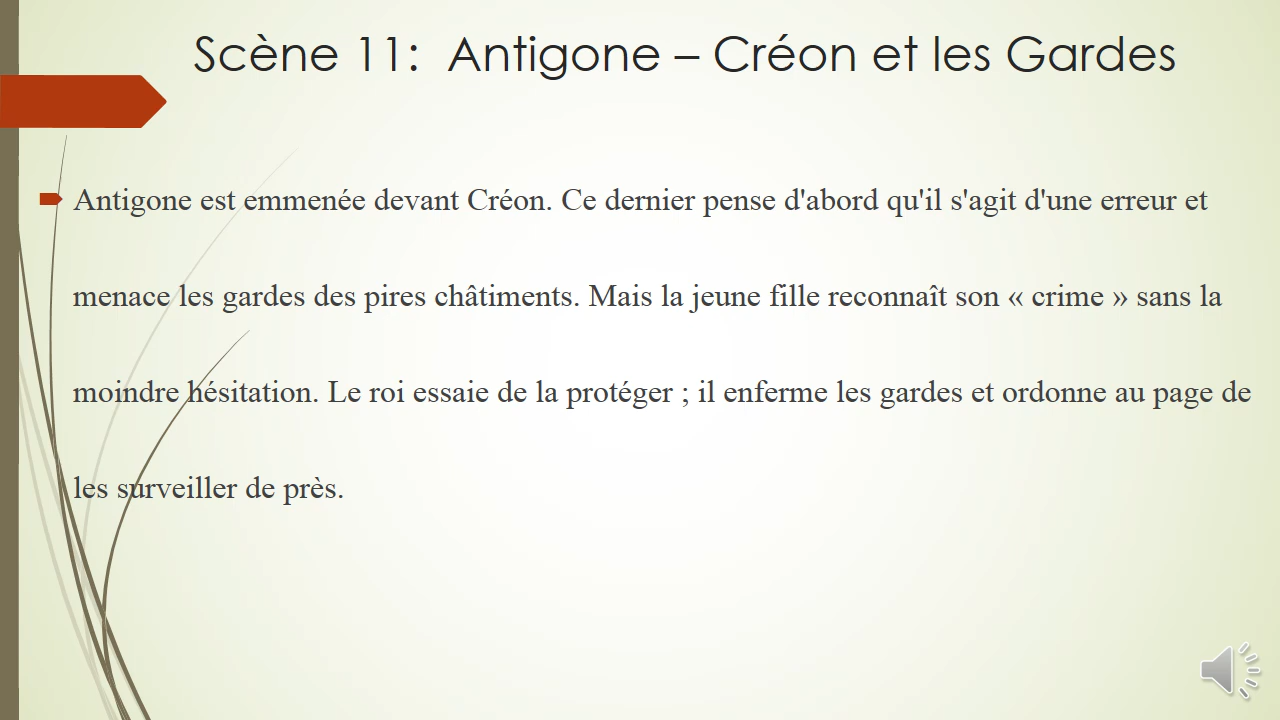 Scène 11: Antigone – Créon et les Gardes
Antigone est emmenée devant Créon. Ce dernier pense d'abord qu'il s'agit d'une erreur et
menace les gardes des pires châtiments. Mais la jeune fille reconnaît son « crime » sans la
moindre hésitation. Le roi essaie de la protéger ; il enferme les gardes et ordonne au page de
les surveiller de près.